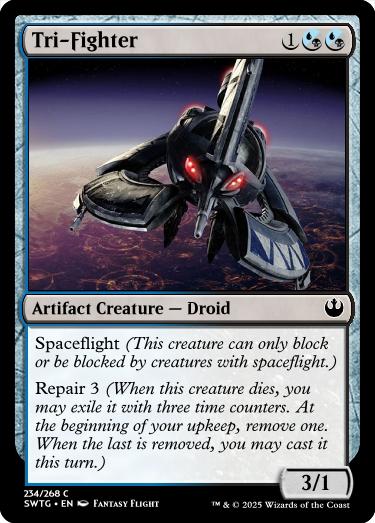 Tri-Fighter 1
Artifact Creature — Droid
Spaceflight (This creature can only block
or be blocked by creatures with spaceflight.)
Repair 3 (When this creature dies, you
may exile it with three time counters. At
the beginning of your upkeep, remove one.
When the last is removed, you may cast it
this turn.)
3/1
234/268 C
SWTG • EN Fantasy Flight ™ & © 2025 Wizards of the Coast